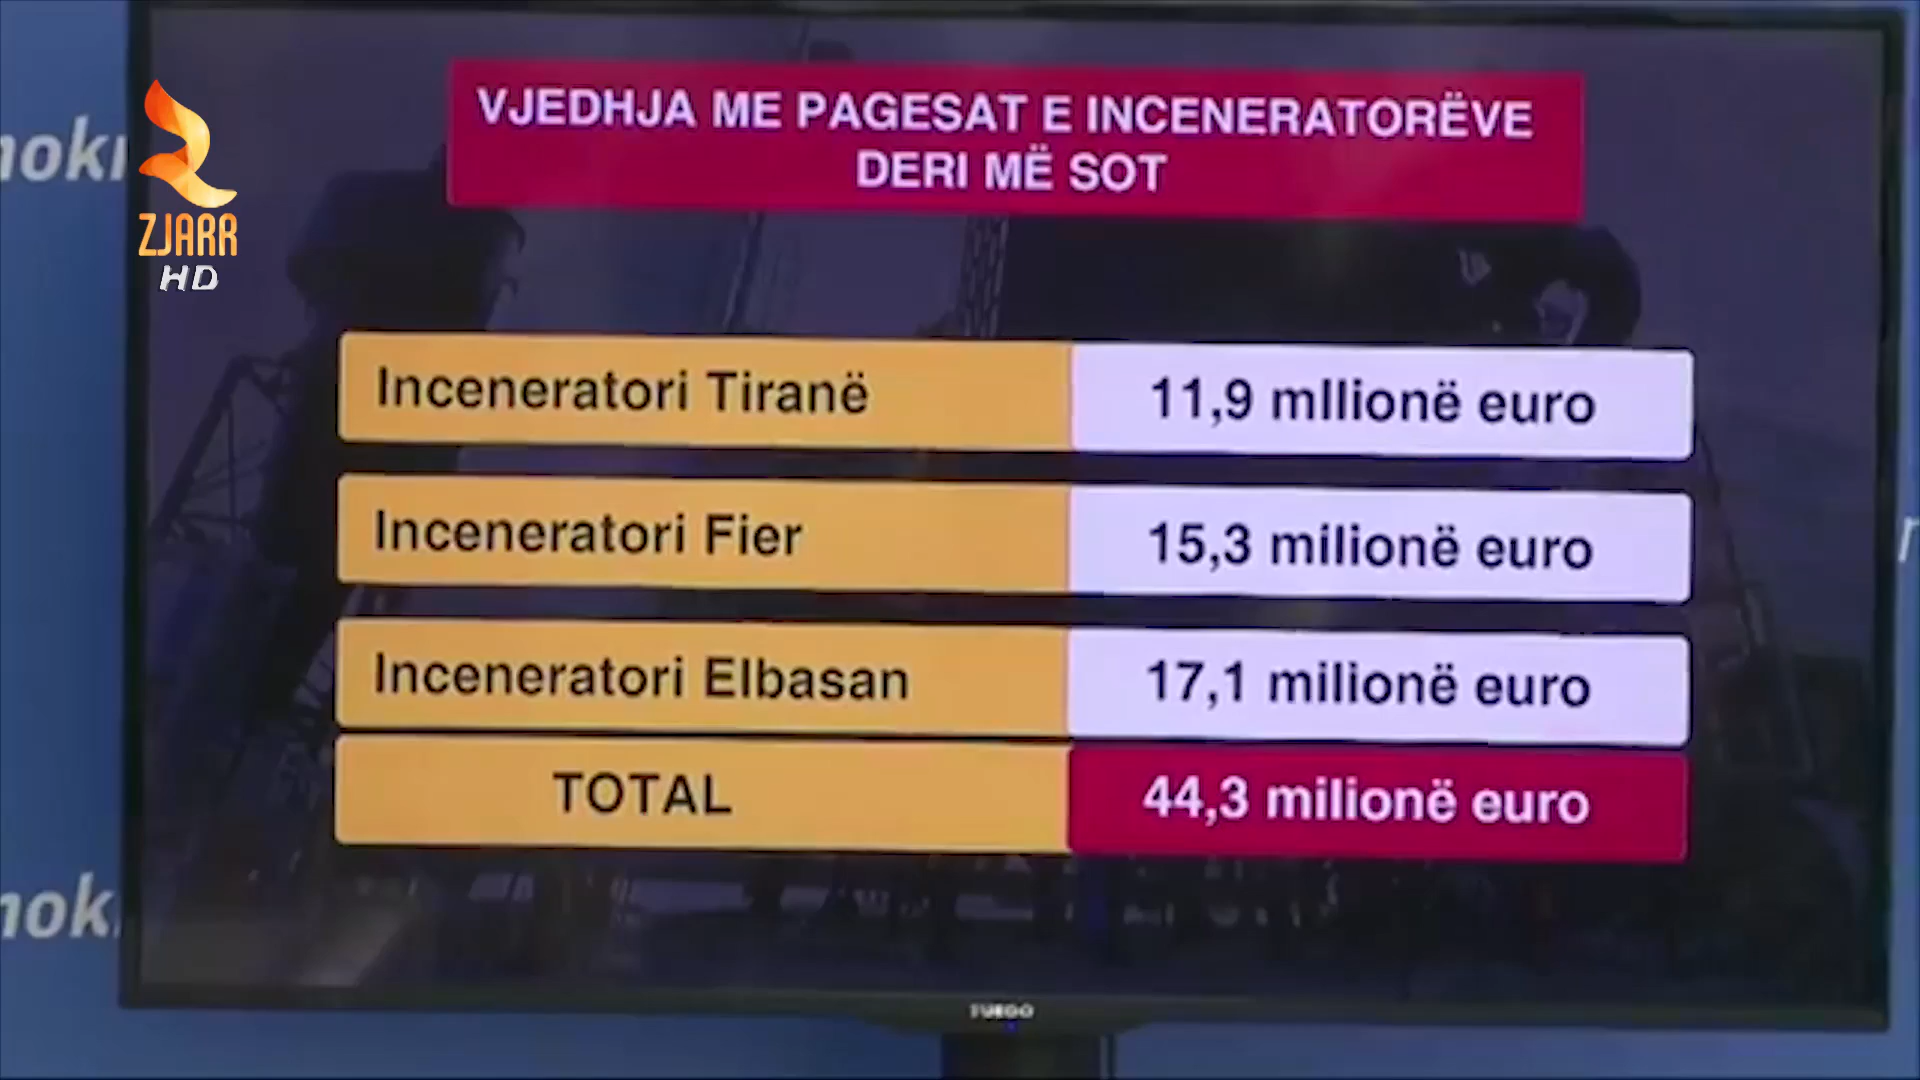 VJEDHJA ME PAGESAT E INCENERATORËVE
DERI MË SOT
ZJARR
HD
Inceneratori Tiranë 11,9 mllionë euro
Inceneratori Fier 15,3 milionë euro
Inceneratori Elbasan 17,1 milionë euro
TOTAL 44,3 milionë euro